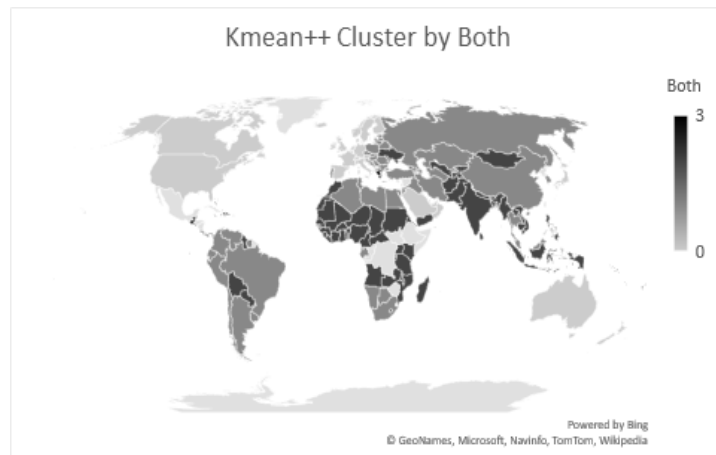 Kmean++ Cluster by Both
Both
3
0
Powered by Bing
© GeoNames, Microsoft, Navinfo, TomTom, Wikipedia